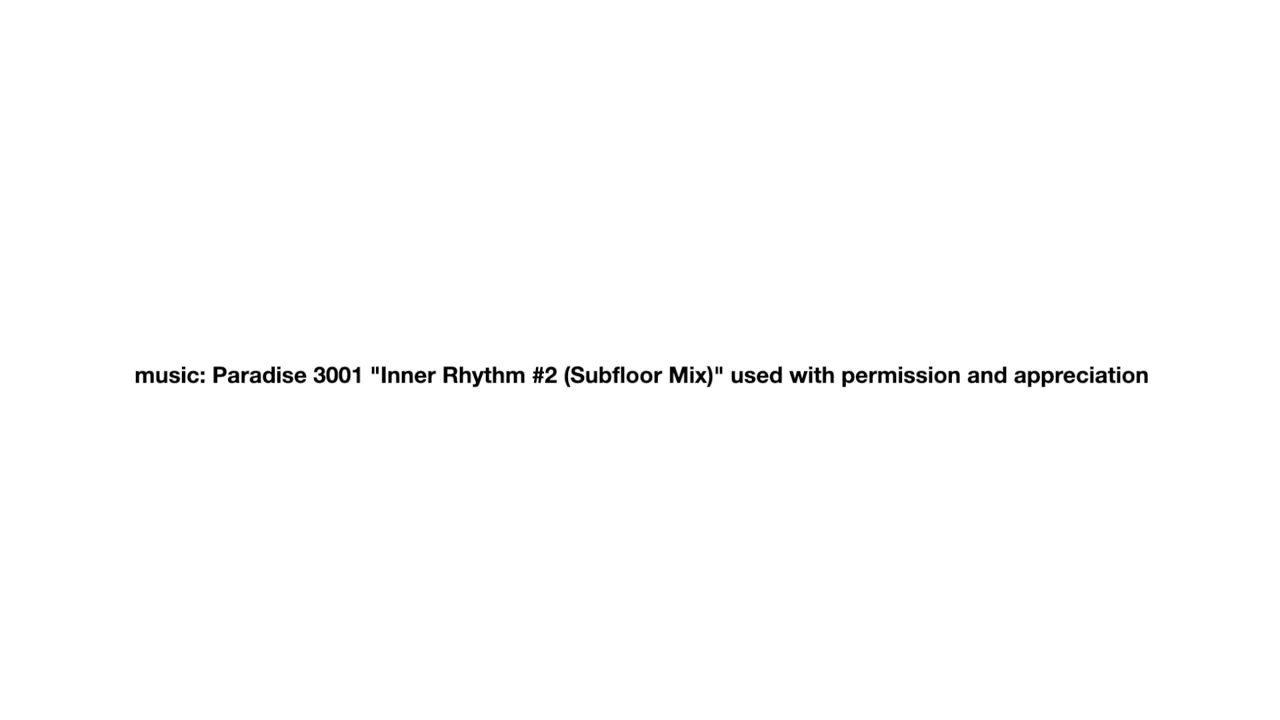 music: Paradise 3001 "Inner Rhythm #2 (Subfloor Mix)" used with permission and appreciation